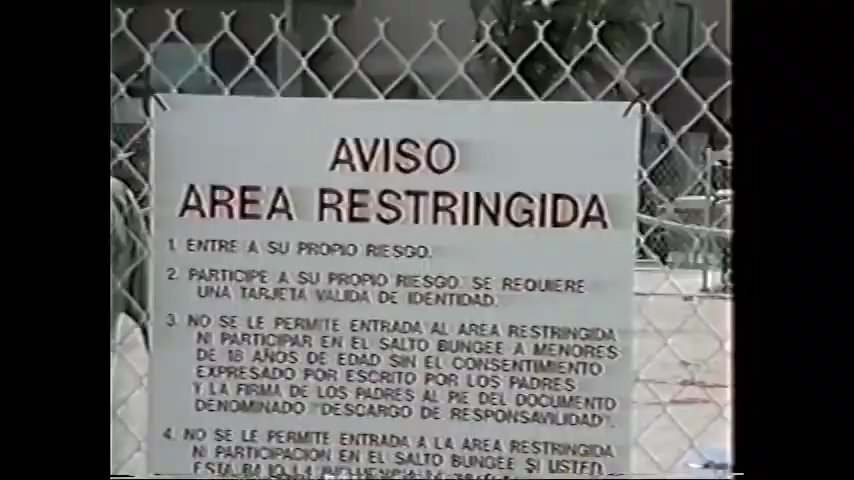 AVISO
AREA RESTRINGIDA
1. ENTRE A SU PROPIO RIESGO.
2. PARTICIPE A SU PROPIO RIESGO. SE REQUIERE
UNA TARJETA VALIDA DE IDENTIDAD.
3. NO SE LE PERMITE ENTRADA AL AREA RESTRINGIDA
NI PARTICIPAR EN EL SALTO BUNGEE A MENORES
DE 18 AÑOS DE EDAD SIN EL CONSENTIMIENTO
EXPRESADO POR ESCRITO POR LOS PADRES
Y LA FIRMA DE LOS PADRES AL PIE DEL DOCUMENTO
DENOMINADO "DESCARGO DE RESPONSAVILIDAD".
4. NO SE LE PERMITE ENTRADA A LA AREA RESTRINGIDA
NI PARTICIPACION EN EL SALTO BUNGEE SI USTED